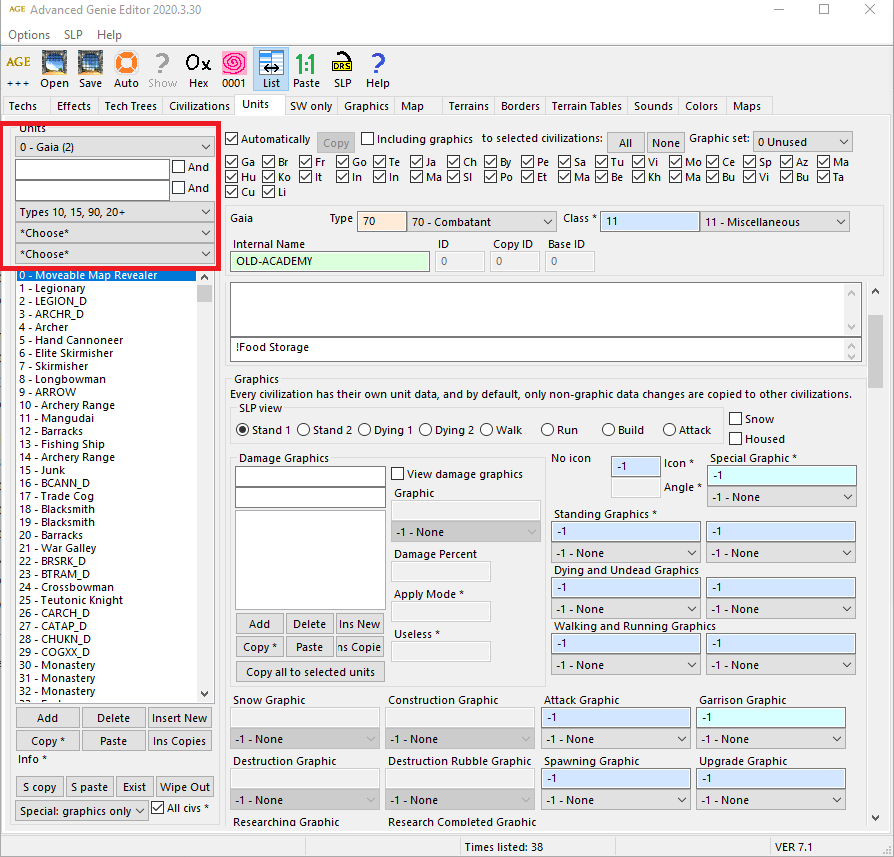 AGE Advanced Genie Editor 2020.3.30
Options SLP Help
AGE ? Ox 1:1 DRS ?
+++ Open Save Auto Show Hex 0001 List Paste SLP Help
Techs Effects Tech Trees Civilizations Units SW only Graphics Map Terrains Borders Terrain Tables Sounds Colors Maps
Units
0 - Gaia (2)
And
And
Types 10, 15, 90, 20+
*Choose*
*Choose*
0 - Moveable Map Revealer
1 - Legionary
2 - LEGION_D
3 - ARCHR_D
4 - Archer
5 - Hand Cannoneer
6 - Elite Skirmisher
7 - Skirmisher
8 - Longbowman
9 - ARROW
10 - Archery Range
11 - Mangudai
12 - Barracks
13 - Fishing Ship
14 - Archery Range
15 - Junk
16 - BCANN_D
17 - Trade Cog
18 - Blacksmith
19 - Blacksmith
20 - Barracks
21 - War Galley
22 - BRSRK_D
23 - BTRAM_D
24 - Crossbowman
25 - Teutonic Knight
26 - CARCH_D
27 - CATAP_D
28 - CHUKN_D
29 - COGXX_D
30 - Monastery
31 - Monastery
32 - Monastery
Add Delete Insert New
Copy * Paste Ins Copies
Info *
S copy S paste Exist Wipe Out
Special: graphics only All civs *
Automatically Copy Including graphics to selected civilizations: All None Graphic set: 0 Unused
Ga Br Fr Go Te Ja Ch By Pe Sa Tu Vi Mo Ce Sp Az Ma
Hu Ko It In In Ma Sl Po Et Ma Be Kh Ma Bu Vi Bu Ta
Cu Li
Gaia Type 70 70 - Combatant Class * 11 11 - Miscellaneous
Internal Name ID Copy ID Base ID
OLD-ACADEMY 0 0 0
!Food Storage
Graphics
Every civilization has their own unit data, and by default, only non-graphic data changes are copied to other civilizations.
SLP view
Stand 1 Stand 2 Dying 1 Dying 2 Walk Run Build Attack
Snow
Housed
Damage Graphics
View damage graphics
Graphic
-1 - None
Damage Percent
Apply Mode *
Useless *
Add Delete Ins New
Copy * Paste ns Copie
Copy all to selected units
No icon -1 Icon *
Angle *
Special Graphic *
-1
-1 - None
Standing Graphics *
-1 -1
-1 - None -1 - None
Dying and Undead Graphics
-1 -1
-1 - None -1 - None
Walking and Running Graphics
-1 -1
-1 - None -1 - None
Snow Graphic Construction Graphic Attack Graphic Garrison Graphic
-1 -1
-1 - None -1 - None -1 - None -1 - None
Destruction Graphic Destruction Rubble Graphic Spawning Graphic Upgrade Graphic
-1 -1
-1 - None -1 - None -1 - None -1 - None
Researching Graphic Research Completed Graphic
Times listed: 38 VER 7.1